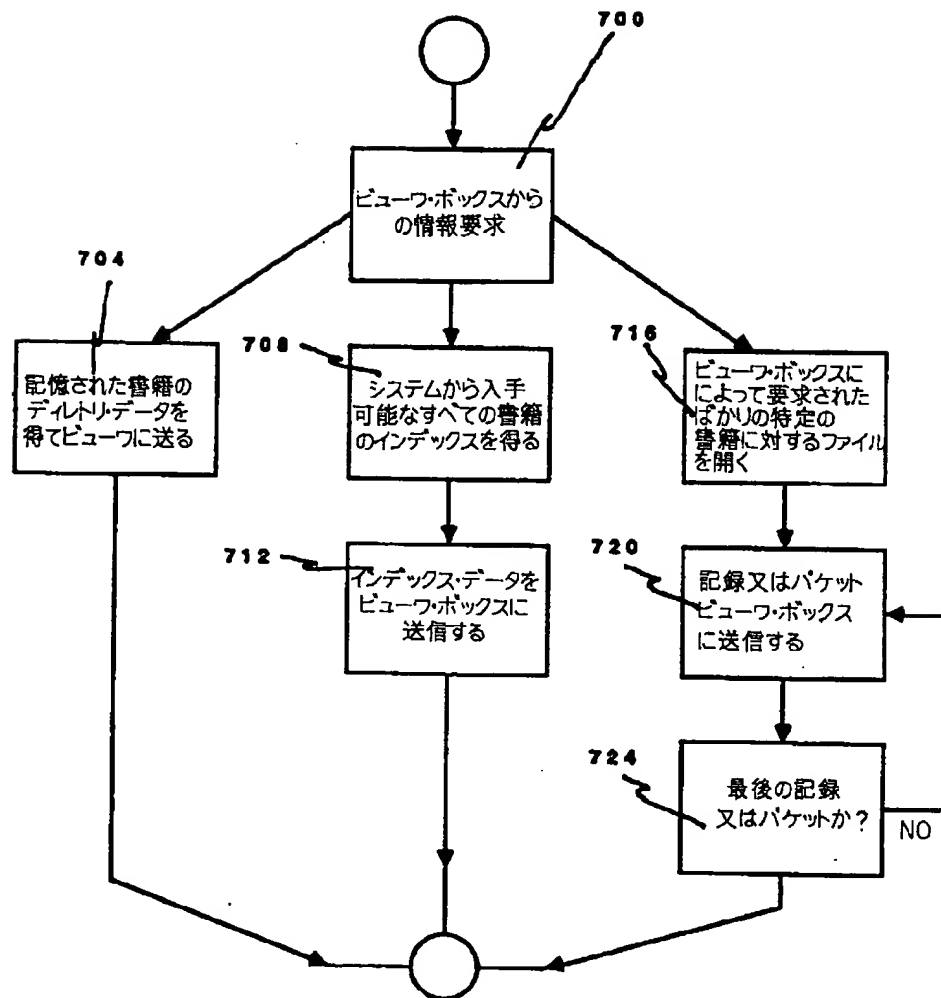 700
ビューワ・ボックスから
の情報要求
704
記憶された書籍の
ディレトリ・データを
得てビューワに送る
708
システムから入手
可能なすべての書籍
のインデックスを得る
716
ビューワ・ボックスに
によって要求された
ばかりの特定の
書籍に対するファイル
を開く
712
インデックス・データを
ビューワ・ボックスに
送信する
720
記録又はパケット
ビューワ・ボックス
に送信する
724
最後の記録
又はパケットか？
NO